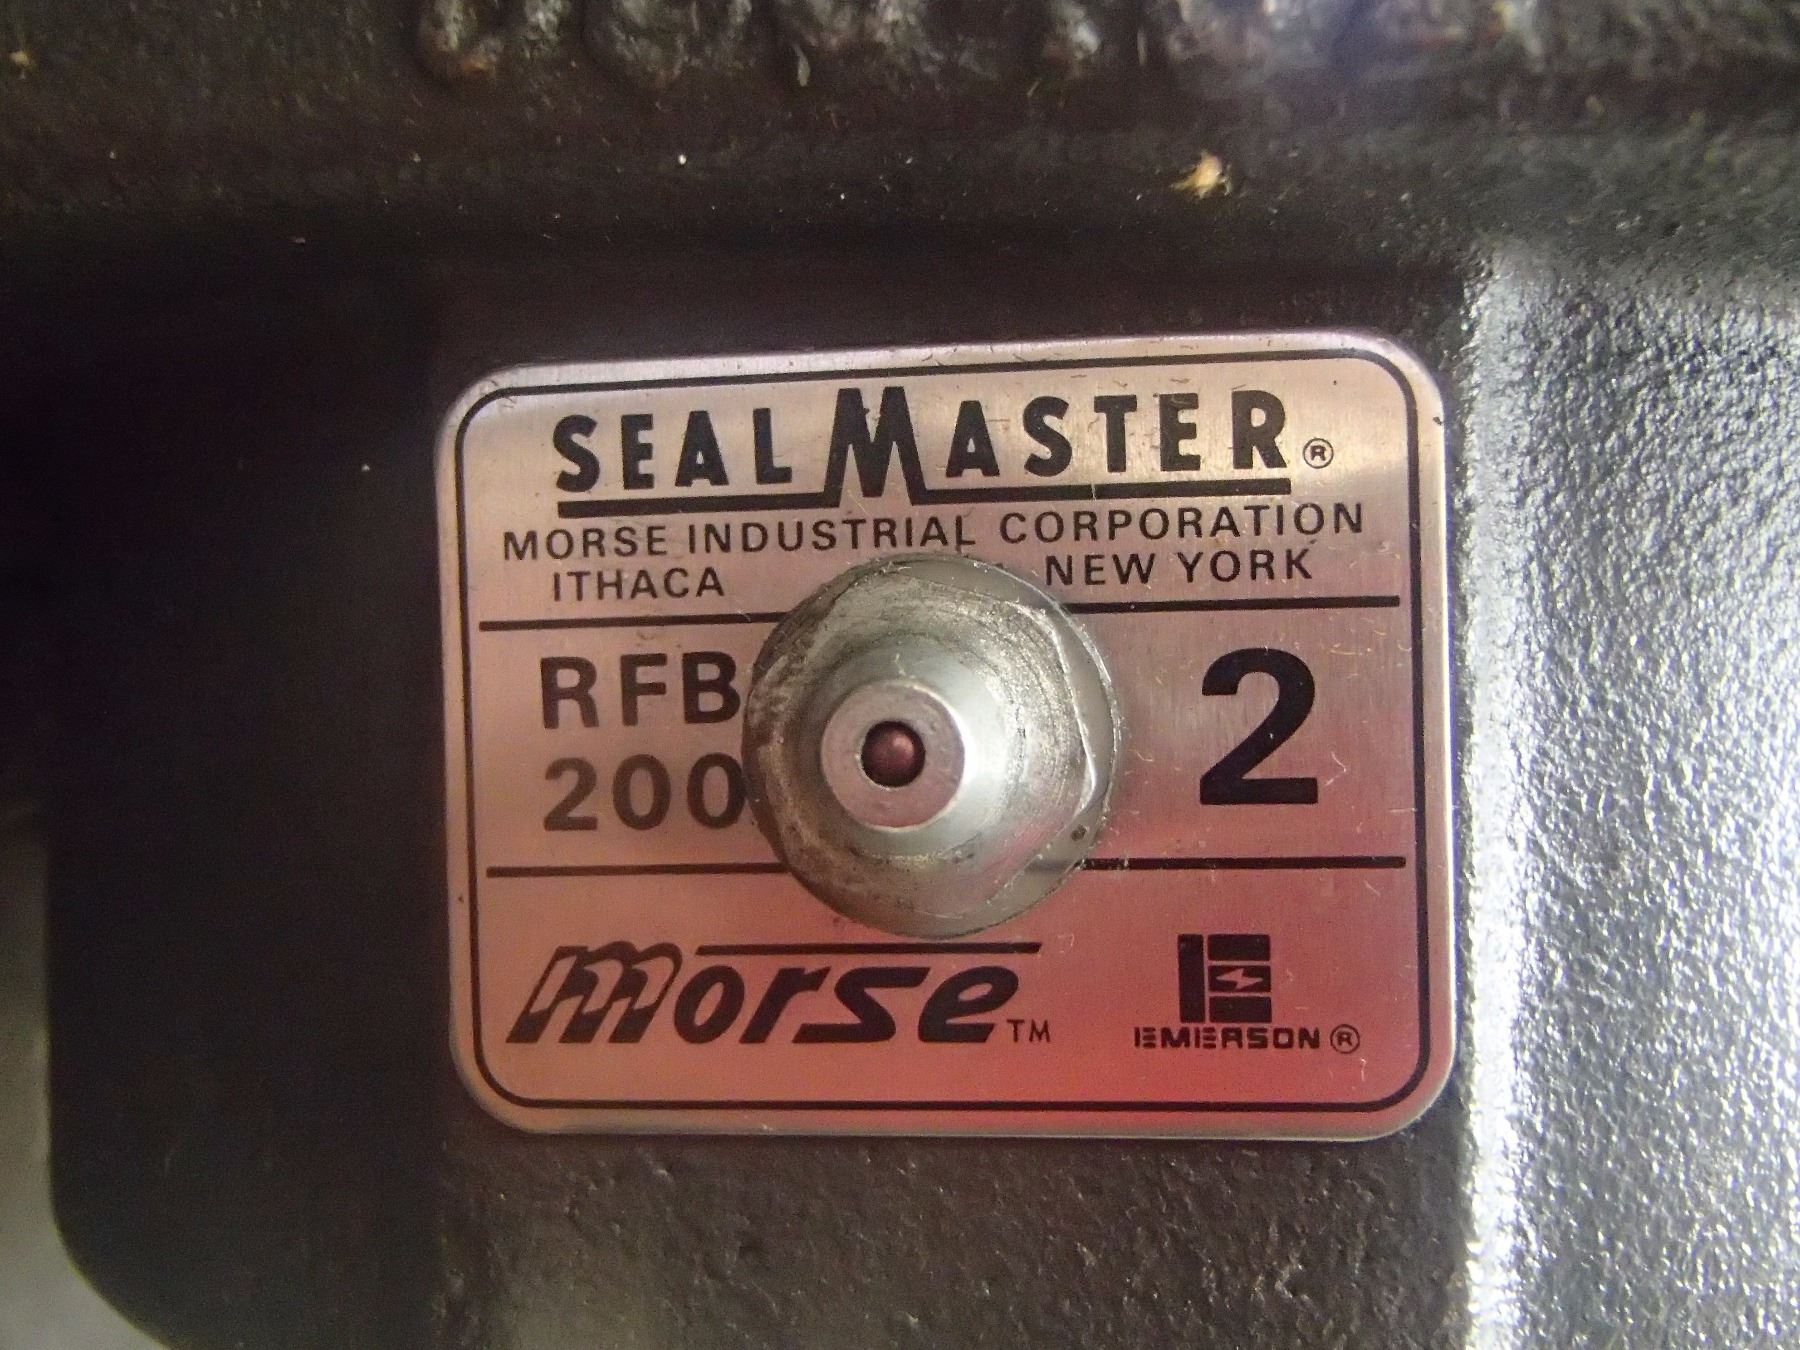 SEALMASTER®
MORSE INDUSTRIAL CORPORATION
ITHACA NEW YORK
RFB
200
2
morse™
EMERSON®